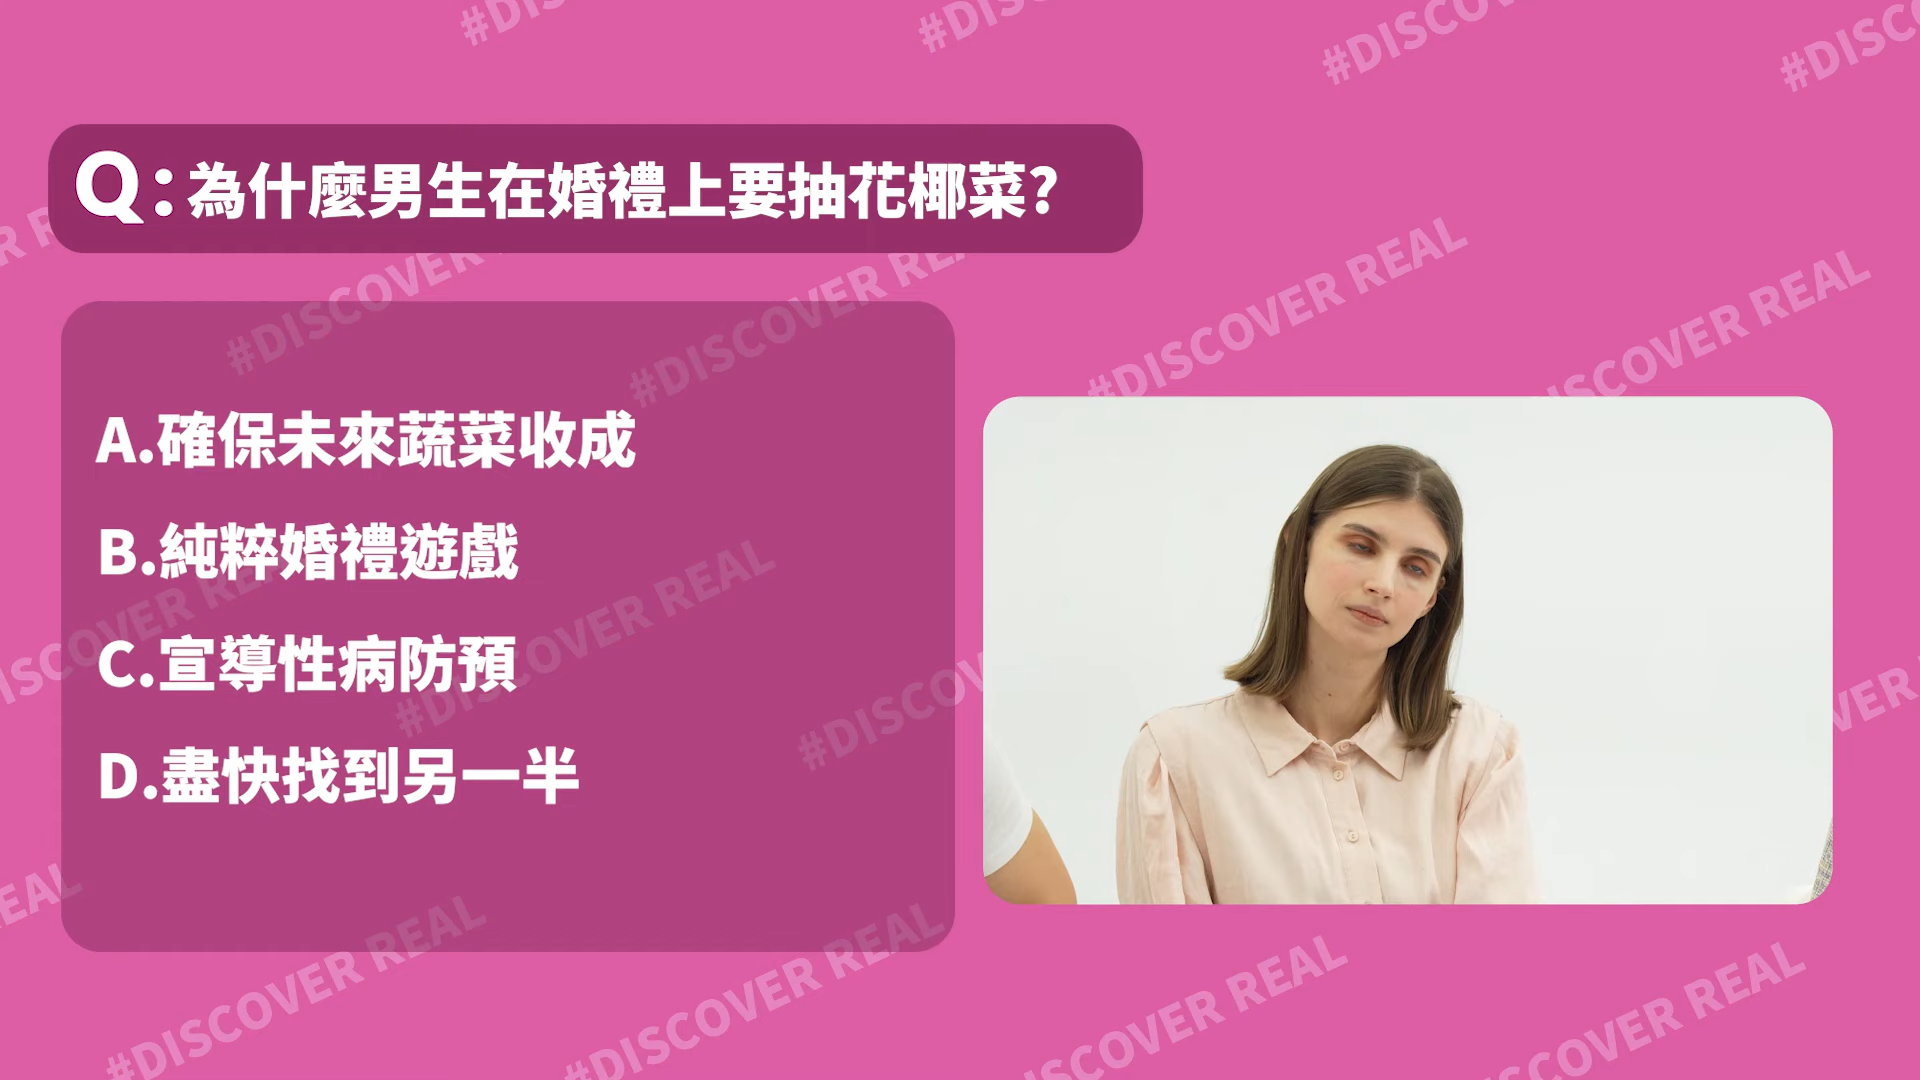 #DISCOVER REAL
Q:為什麼男生在婚禮上要抽花椰菜?
A.確保未來蔬菜收成
B.純粹婚禮遊戲
C.宣導性病防預
D.盡快找到另一半